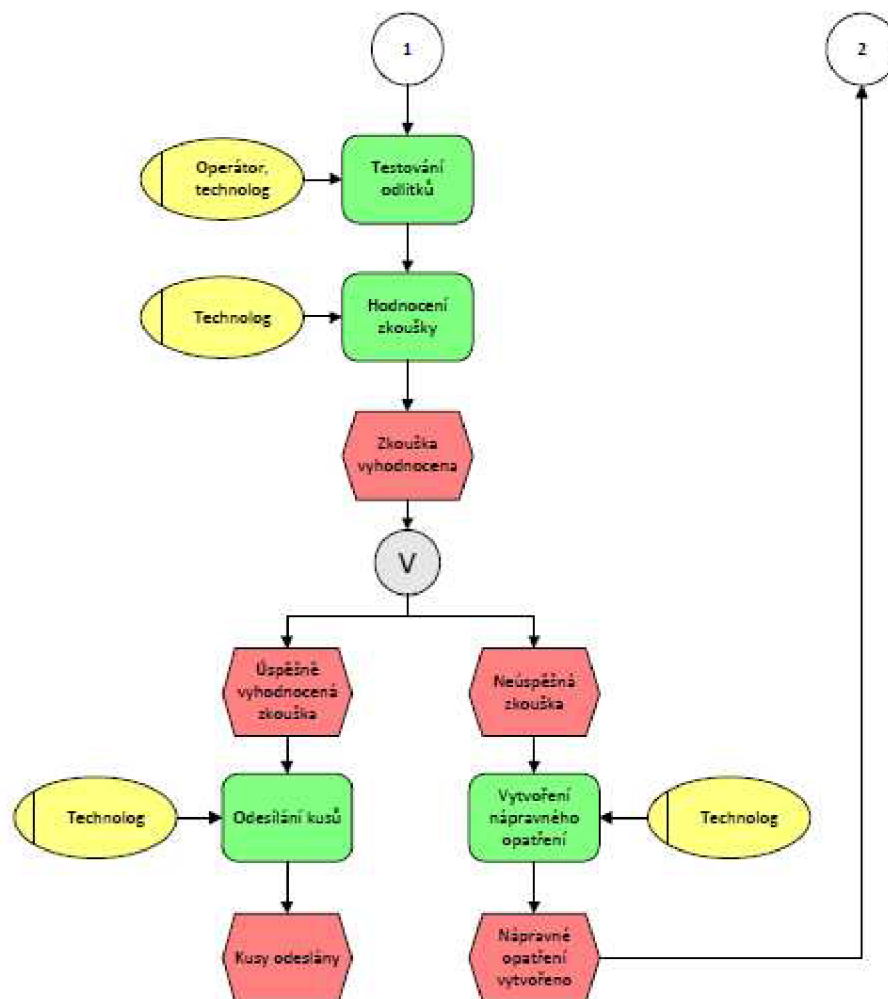 1
2
Operátor,
technolog
Testování
odlitků
Technolog
Hodnocení
zkoušky
Zkouška
vyhodnocena
V
Úspěšně
vyhodnocená
zkouška
Neúspěšná
zkouška
Technolog
Odesílání kusů
Vytvoření
nápravného
opatření
Technolog
Kusy odeslány
Nápravné
opatření
vytvořeno